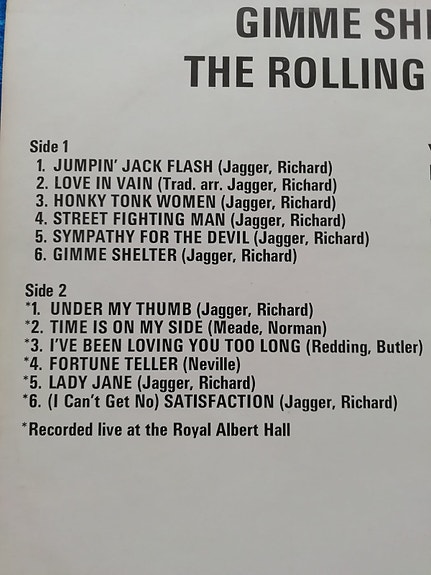 GIMME
THE ROLLING
Side 1
1. JUMPIN' JACK FLASH (Jagger, Richard)
2. LOVE IN VAIN (Trad. arr. Jagger, Richard)
3. HONKY TONK WOMEN (Jagger, Richard)
4. STREET FIGHTING MAN (Jagger, Richard)
5. SYMPATHY FOR THE DEVIL (Jagger, Richard)
6. GIMME SHELTER (Jagger, Richard)
Side 2
*1. UNDER MY THUMB (Jagger, Richard)
*2. TIME IS ON MY SIDE (Meade, Norman)
*3. I'VE BEEN LOVING YOU TOO LONG (Redding, Butler)
*4. FORTUNE TELLER (Neville)
*5. LADY JANE (Jagger, Richard)
*6. (I Can't Get No) SATISFACTION (Jagger, Richard)
*Recorded live at the Royal Albert Hall